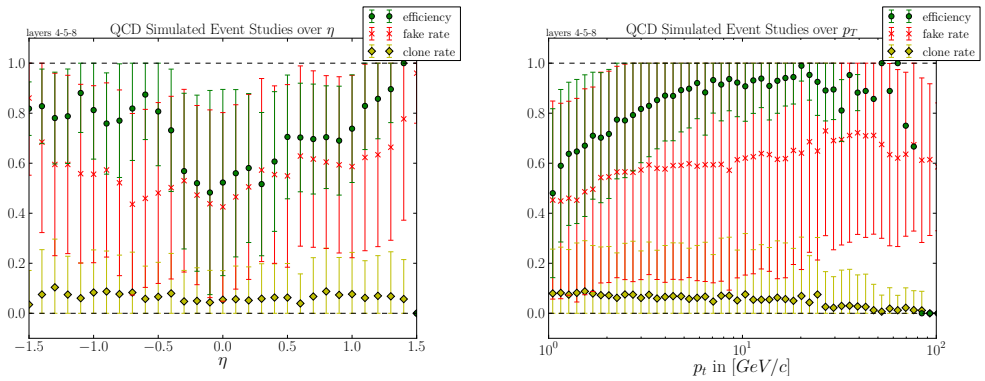 QCD Simulated Event Studies over η
layers 4-5-8
efficiency
fake rate
clone rate
1.0
0.8
0.6
0.4
0.2
0.0
−1.5 −1.0 −0.5 0.0 0.5 1.0 1.5
η
QCD Simulated Event Studies over p_T
layers 4-5-8
efficiency
fake rate
clone rate
1.0
0.8
0.6
0.4
0.2
0.0
10^0 10^1 10^2
p_t in [GeV/c]